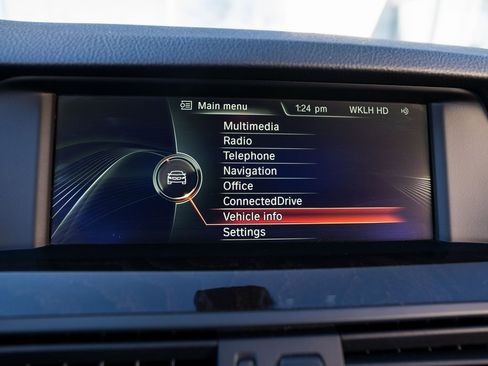 Main menu 1:24 pm WKLH HD
Multimedia
Radio
Telephone
Navigation
Office
ConnectedDrive
Vehicle info
Settings